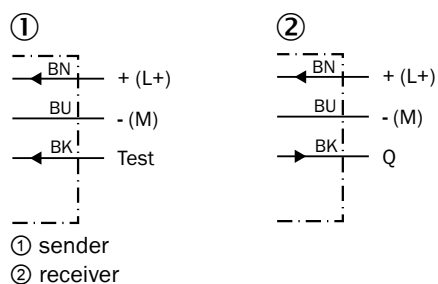 ① ②
BN + (L+) BN + (L+)
BU - (M) BU - (M)
BK Test BK Q
① sender
② receiver